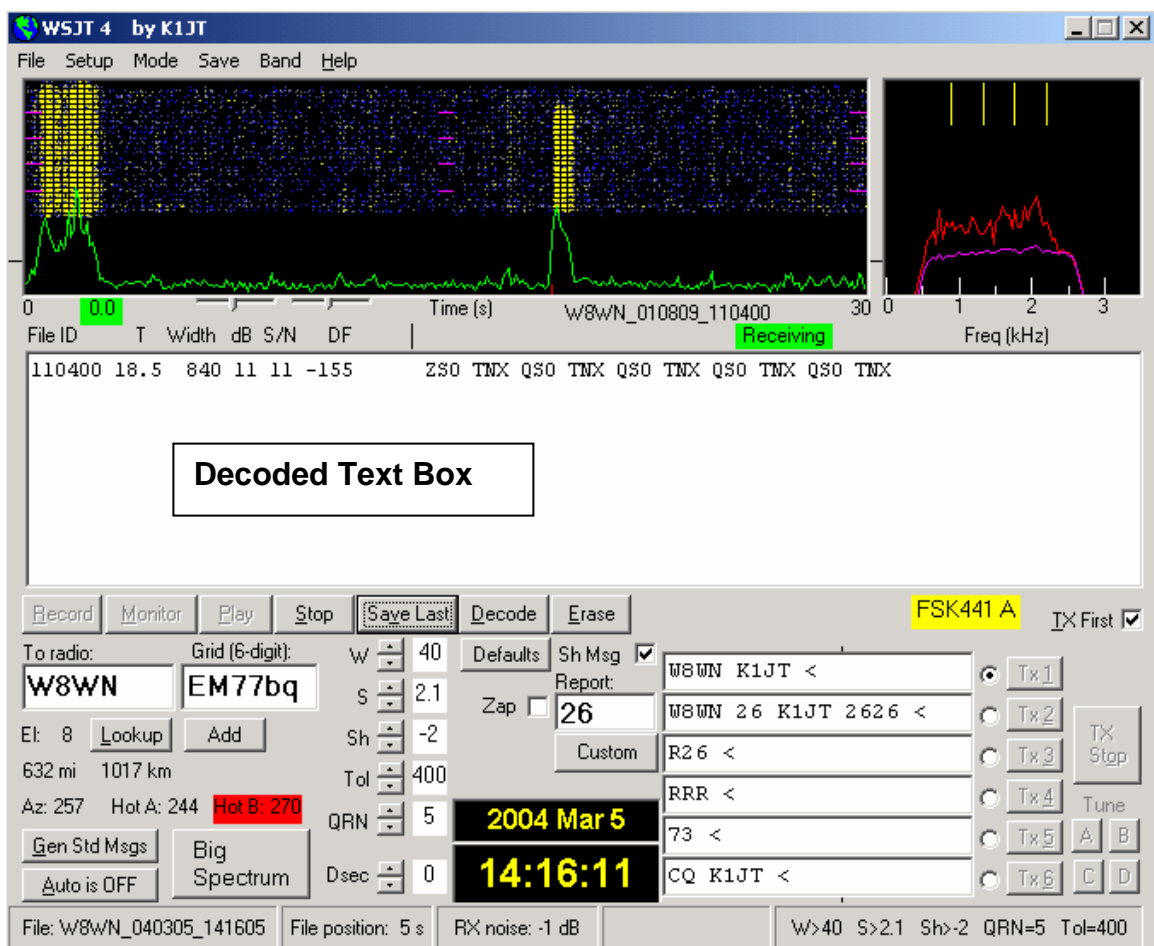 WSJT 4 by K1JT
File Setup Mode Save Band Help
0 0.0 Time (s) W8WN_010809_110400 30 0 1 2 3
File ID T Width dB S/N DF Receiving Freq (kHz)
110400 18.5 840 11 11 -155 ZSO TNX QSO TNX QSO TNX QSO TNX QSO TNX
Decoded Text Box
Record Monitor Play Stop Save Last Decode Erase FSK441 A TX First
To radio: Grid (6-digit): W 40 Defaults Sh Msg
W8WN EM77bq S 2.1 Zap Report: 26
El: 8 Lookup Add Sh -2 Custom
632 mi 1017 km Tol 400
Az: 257 Hot A: 244 Hot B: 270 QRN 5
Gen Std Msgs Big Spectrum Dsec 0
Auto is OFF
2004 Mar 5
14:16:11
W8WN K1JT < Tx1
W8WN 26 K1JT 2626 < Tx2
R26 < Tx3
RRR < Tx4
73 < Tx5
CQ K1JT < Tx6
TX Stop
Tune
A B
C D
File: W8WN_040305_141605 File position: 5 s RX noise: -1 dB W>40 S>2.1 Sh>-2 QRN=5 Tol=400